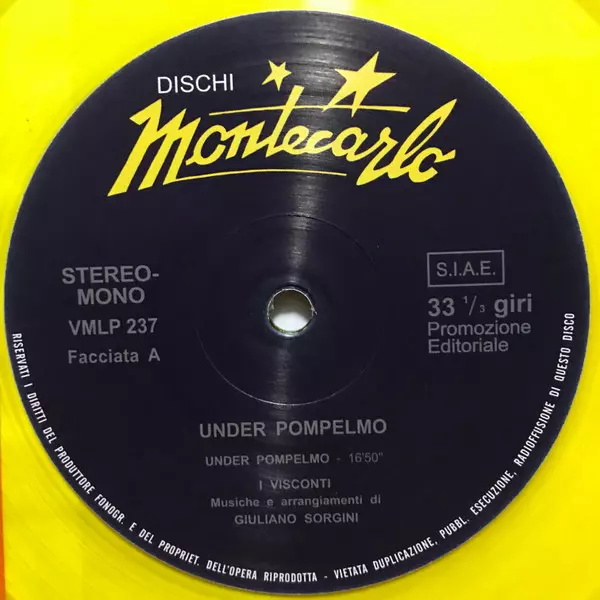 DISCHI
Montecarlo
STEREO-
MONO
VMLP 237
Facciata A
S.I.A.E.
33 1/3 giri
Promozione
Editoriale
UNDER POMPELMO
UNDER POMPELMO - 16'50"
I VISCONTI
Musiche e arrangiamenti di
GIULIANO SORGINI
RISERVATI I DIRITTI DEL PRODUTTORE FONOGR. E DEL PROPRIET. DELL'OPERA RIPRODOTTA - VIETATA DUPLICAZIONE, PUBBL. ESECUZIONE, RADIOFFUSIONE DI QUESTO DISCO